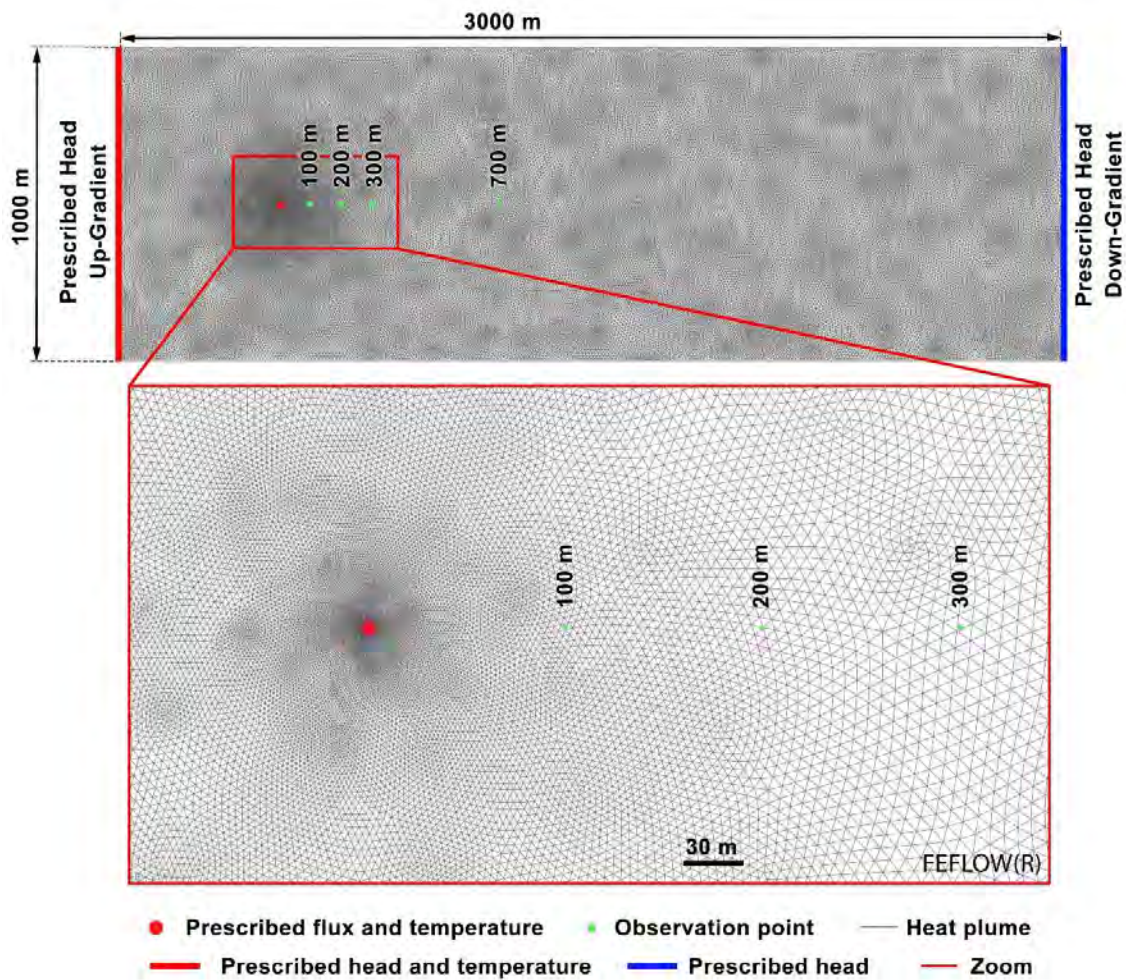 3000 m
1000 m
Prescribed Head
Up-Gradient
100 m
200 m
300 m
700 m
Prescribed Head
Down-Gradient
100 m
200 m
300 m
30 m
FEFLOW(R)
Prescribed flux and temperature
Observation point
Heat plume
Prescribed head and temperature
Prescribed head
Zoom